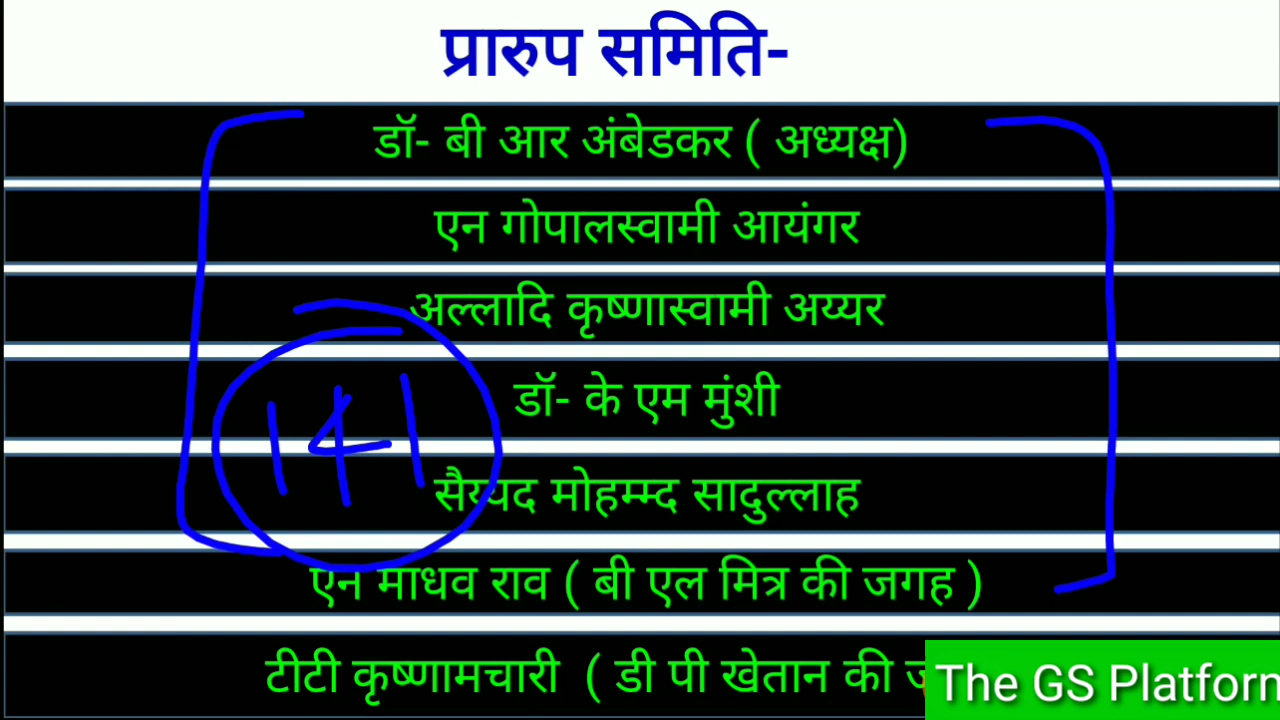 प्रारुप समिति-
डॉ- बी आर अंबेडकर ( अध्यक्ष)
एन गोपालस्वामी आयंगर
अल्लादि कृष्णास्वामी अय्यर
141
डॉ- के एम मुंशी
सैय्यद मोहम्म्द सादुल्लाह
एन माधव राव ( बी एल मित्र की जगह )
टीटी कृष्णामचारी ( डी पी खेतान की
The GS Platform